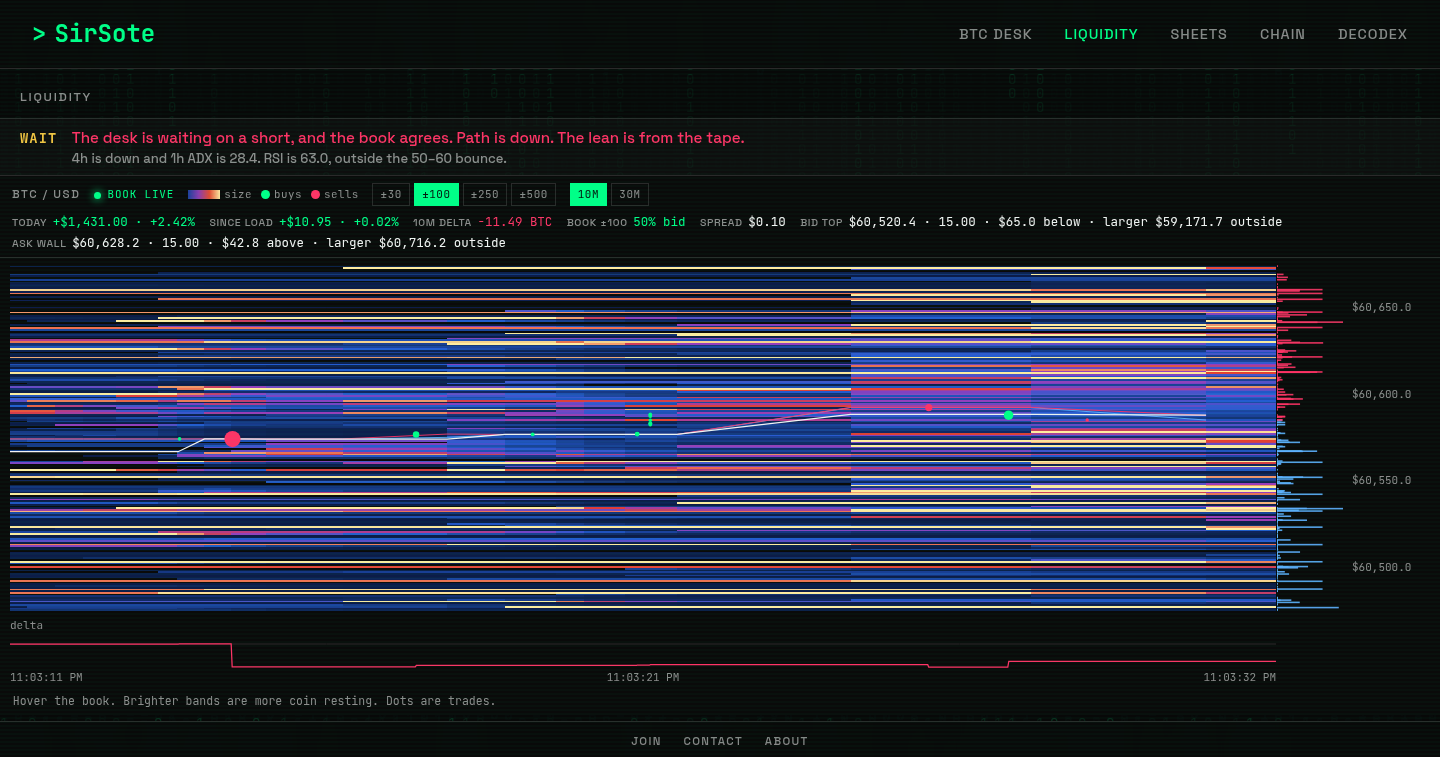 > SirSote
BTC DESK LIQUIDITY SHEETS CHAIN DECODEX
LIQUIDITY
WAIT The desk is waiting on a short, and the book agrees. Path is down. The lean is from the tape.
4h is down and 1h ADX is 28.4. RSI is 63.0, outside the 50–60 bounce.
BTC / USD BOOK LIVE size buys sells ±30 ±100 ±250 ±500 10M 30M
TODAY +$1,431.00 · +2.42% SINCE LOAD +$10.95 · +0.02% 10M DELTA -11.49 BTC BOOK ±100 50% bid SPREAD $0.10 BID TOP $60,520.4 · 15.00 · $65.0 below · larger $59,171.7 outside
ASK WALL $60,628.2 · 15.00 · $42.8 above · larger $60,716.2 outside
$60,650.0
$60,600.0
$60,550.0
$60,500.0
delta
11:03:11 PM 11:03:21 PM 11:03:32 PM
Hover the book. Brighter bands are more coin resting. Dots are trades.
JOIN CONTACT ABOUT